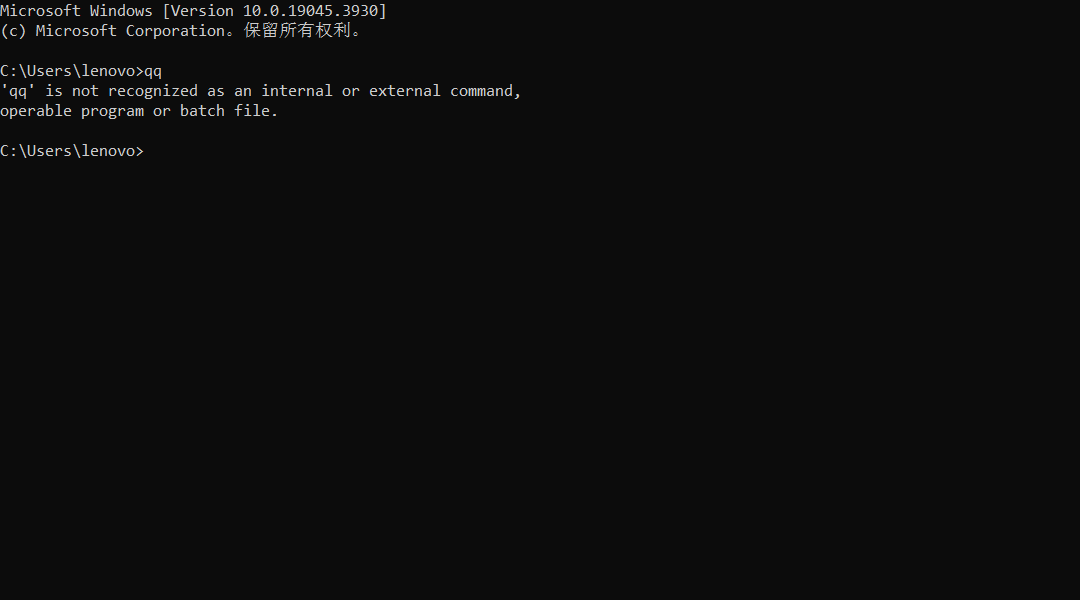 Microsoft Windows [Version 10.0.19045.3930]
(c) Microsoft Corporation。保留所有权利。
C:\Users\lenovo>qq
'qq' is not recognized as an internal or external command,
operable program or batch file.
C:\Users\lenovo>